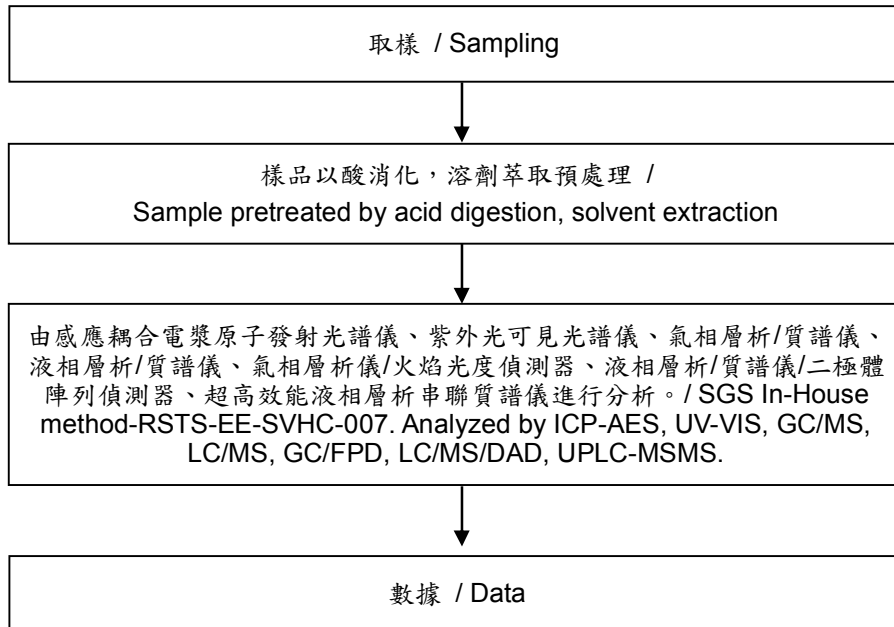 取樣 / Sampling
樣品以酸消化，溶劑萃取預處理 /
Sample pretreated by acid digestion, solvent extraction
由感應耦合電漿原子發射光譜儀、紫外光可見光譜儀、氣相層析/質譜儀、
液相層析/質譜儀、氣相層析儀/火焰光度偵測器、液相層析/質譜儀/二極體
陣列偵測器、超高效能液相層析串聯質譜儀進行分析。/ SGS In-House
method-RSTS-EE-SVHC-007. Analyzed by ICP-AES, UV-VIS, GC/MS,
LC/MS, GC/FPD, LC/MS/DAD, UPLC-MSMS.
數據 / Data